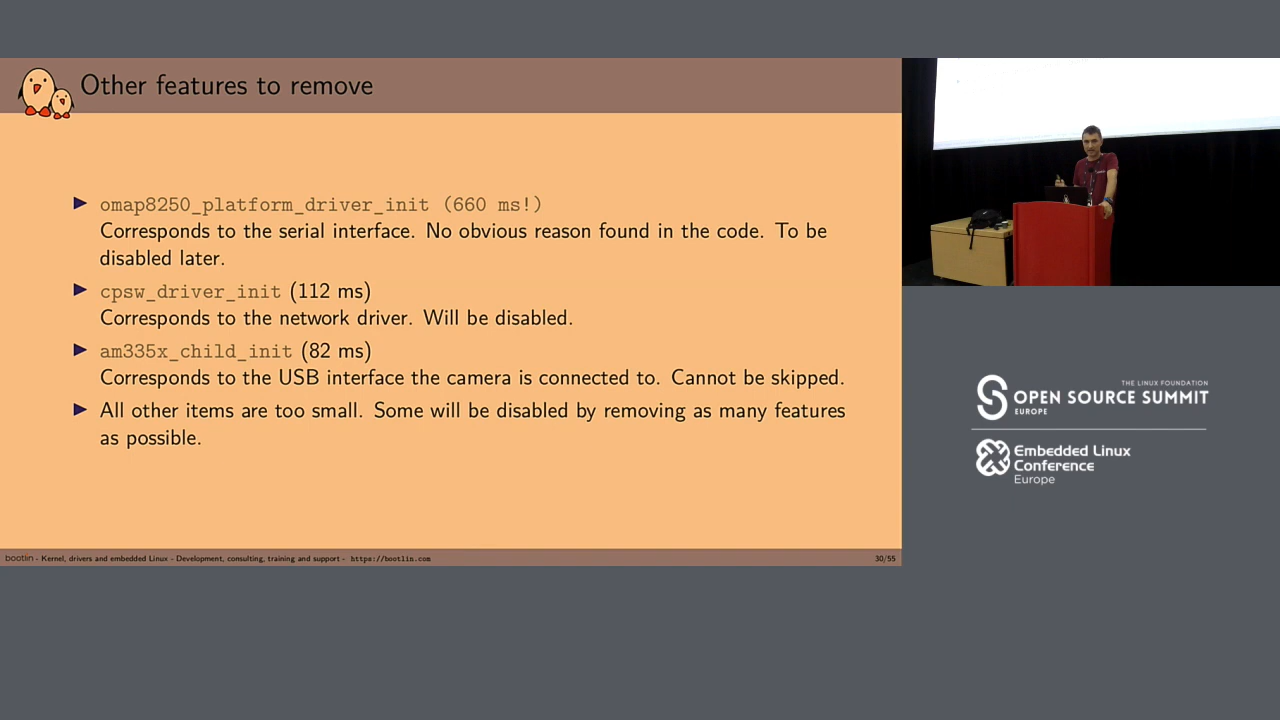 Other features to remove
omap8250_platform_driver_init (660 ms!)
Corresponds to the serial interface. No obvious reason found in the code. To be
disabled later.
cpsw_driver_init (112 ms)
Corresponds to the network driver. Will be disabled.
am335x_child_init (82 ms)
Corresponds to the USB interface the camera is connected to. Cannot be skipped.
All other items are too small. Some will be disabled by removing as many features
as possible.
bootlin - Kernel, drivers and embedded Linux - Development, consulting, training and support - https://bootlin.com
30/55
THE LINUX FOUNDATION
OPEN SOURCE SUMMIT
EUROPE
Embedded Linux
Conference
Europe